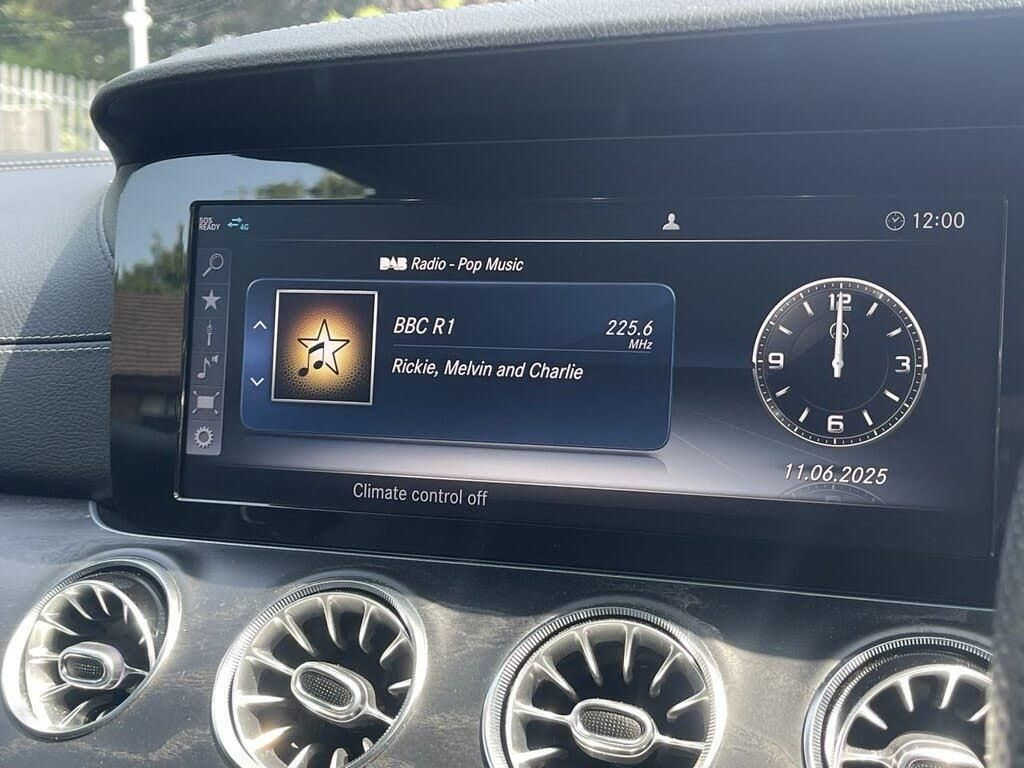 SOS
READY
4G
12:00
DAB Radio - Pop Music
BBC R1
225.6
MHz
Rickie, Melvin and Charlie
12
9
3
6
11.06.2025
Climate control off